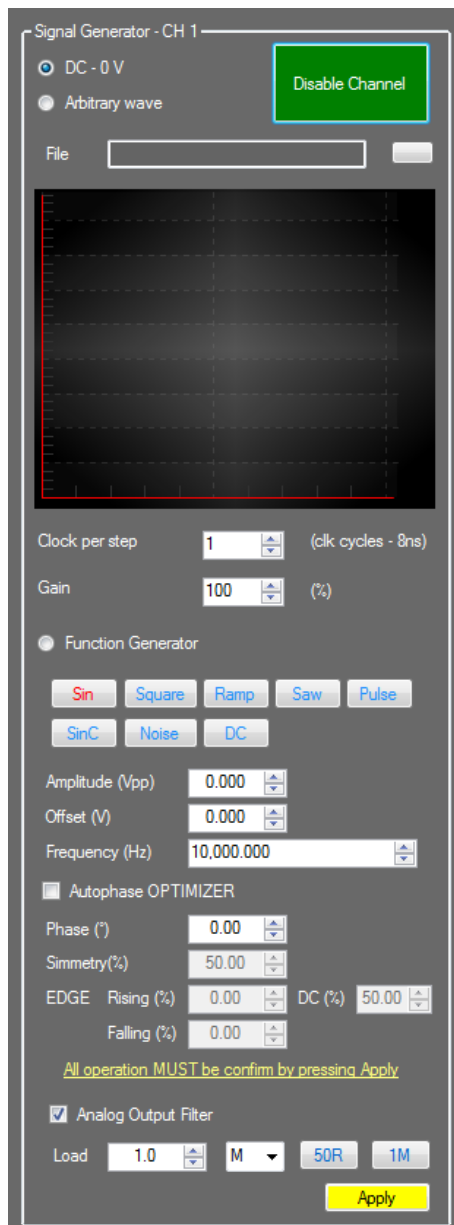 Signal Generator - CH 1
DC - 0 V
Disable Channel
Arbitrary wave
File
Clock per step 1 (clk cycles - 8ns)
Gain 100 (%)
Function Generator
Sin Square Ramp Saw Pulse
SinC Noise DC
Amplitude (Vpp) 0.000
Offset (V) 0.000
Frequency (Hz) 10,000.000
Autophase OPTIMIZER
Phase (°) 0.00
Simmetry(%) 50.00
EDGE Rising (%) 0.00 DC (%) 50.00
Falling (%) 0.00
All operation MUST be confirm by pressing Apply
Analog Output Filter
Load 1.0 M 50R 1M
Apply